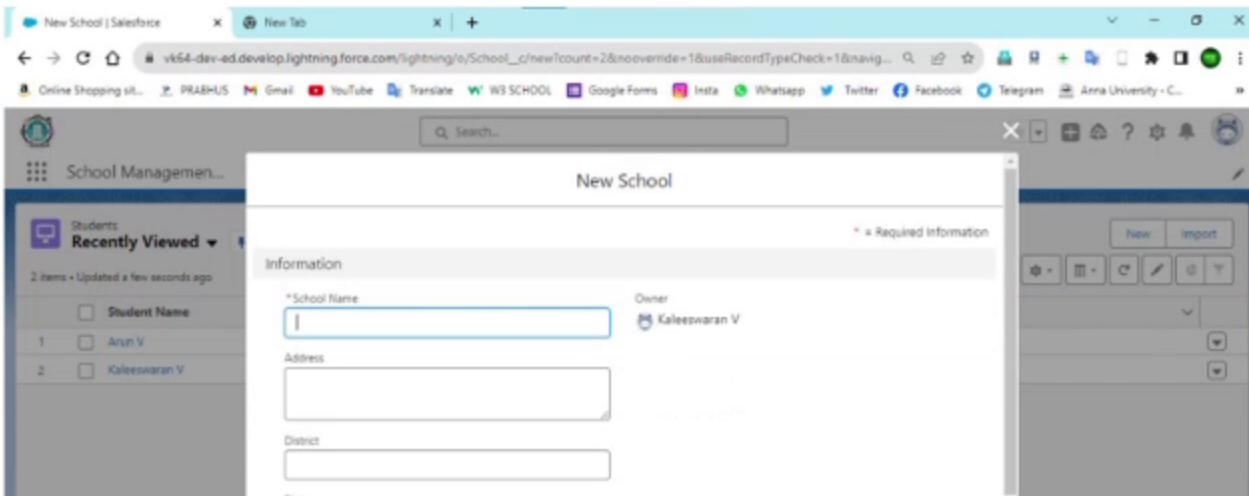 New School | Salesforce
New Tab
vk64-dev-ed.develop.lightning.force.com/lightning/o/School__c/new?count=2&nooverride=1&useRecordTypeCheck=1&navig...
Online Shopping sit... PRABHUS Gmail YouTube Translate W3 SCHOOL Google Forms Insta Whatsapp Twitter Facebook Telegram Anna University - C...
Search...
School Managemen...
New School
Students
Recently Viewed
* = Required Information
New Import
2 items • Updated a few seconds ago
Information
Student Name
*School Name
Owner
Kaleeswaran V
1 Arun V
2 Kaleeswaran V
Address
District